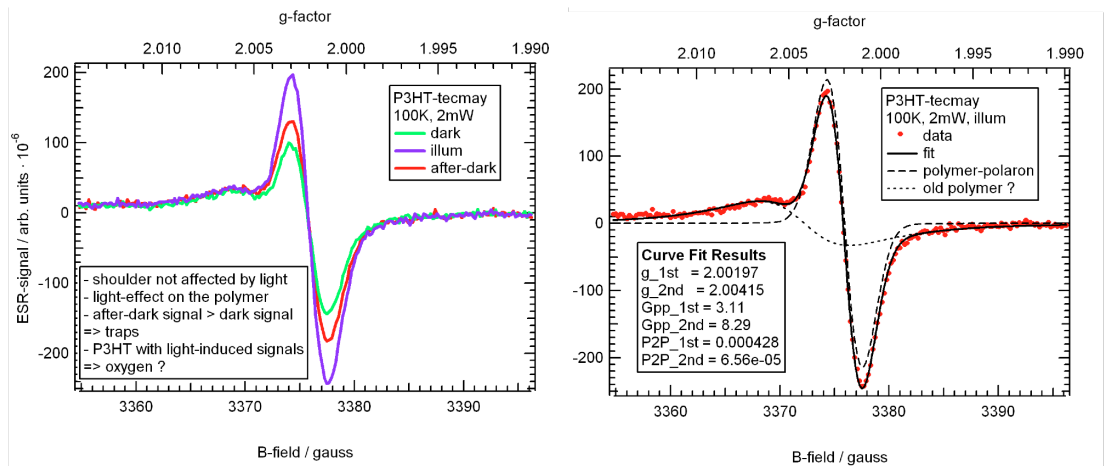 g-factor
2.010 2.005 2.000 1.995 1.990
200
100
0
-100
-200
ESR-signal / arb. units · 10-6
P3HT-tecmay
100K, 2mW
dark
illum
after-dark
- shoulder not affected by light
- light-effect on the polymer
- after-dark signal > dark signal
=> traps
- P3HT with light-induced signals
=> oxygen ?
3360 3370 3380 3390
B-field / gauss
g-factor
2.010 2.005 2.000 1.995 1.990
200
100
0
-100
-200
P3HT-tecmay
100K, 2mW, illum
data
fit
polymer-polaron
old polymer ?
Curve Fit Results
g_1st = 2.00197
g_2nd = 2.00415
Gpp_1st = 3.11
Gpp_2nd = 8.29
P2P_1st = 0.000428
P2P_2nd = 6.56e-05
3360 3370 3380 3390
B-field / gauss